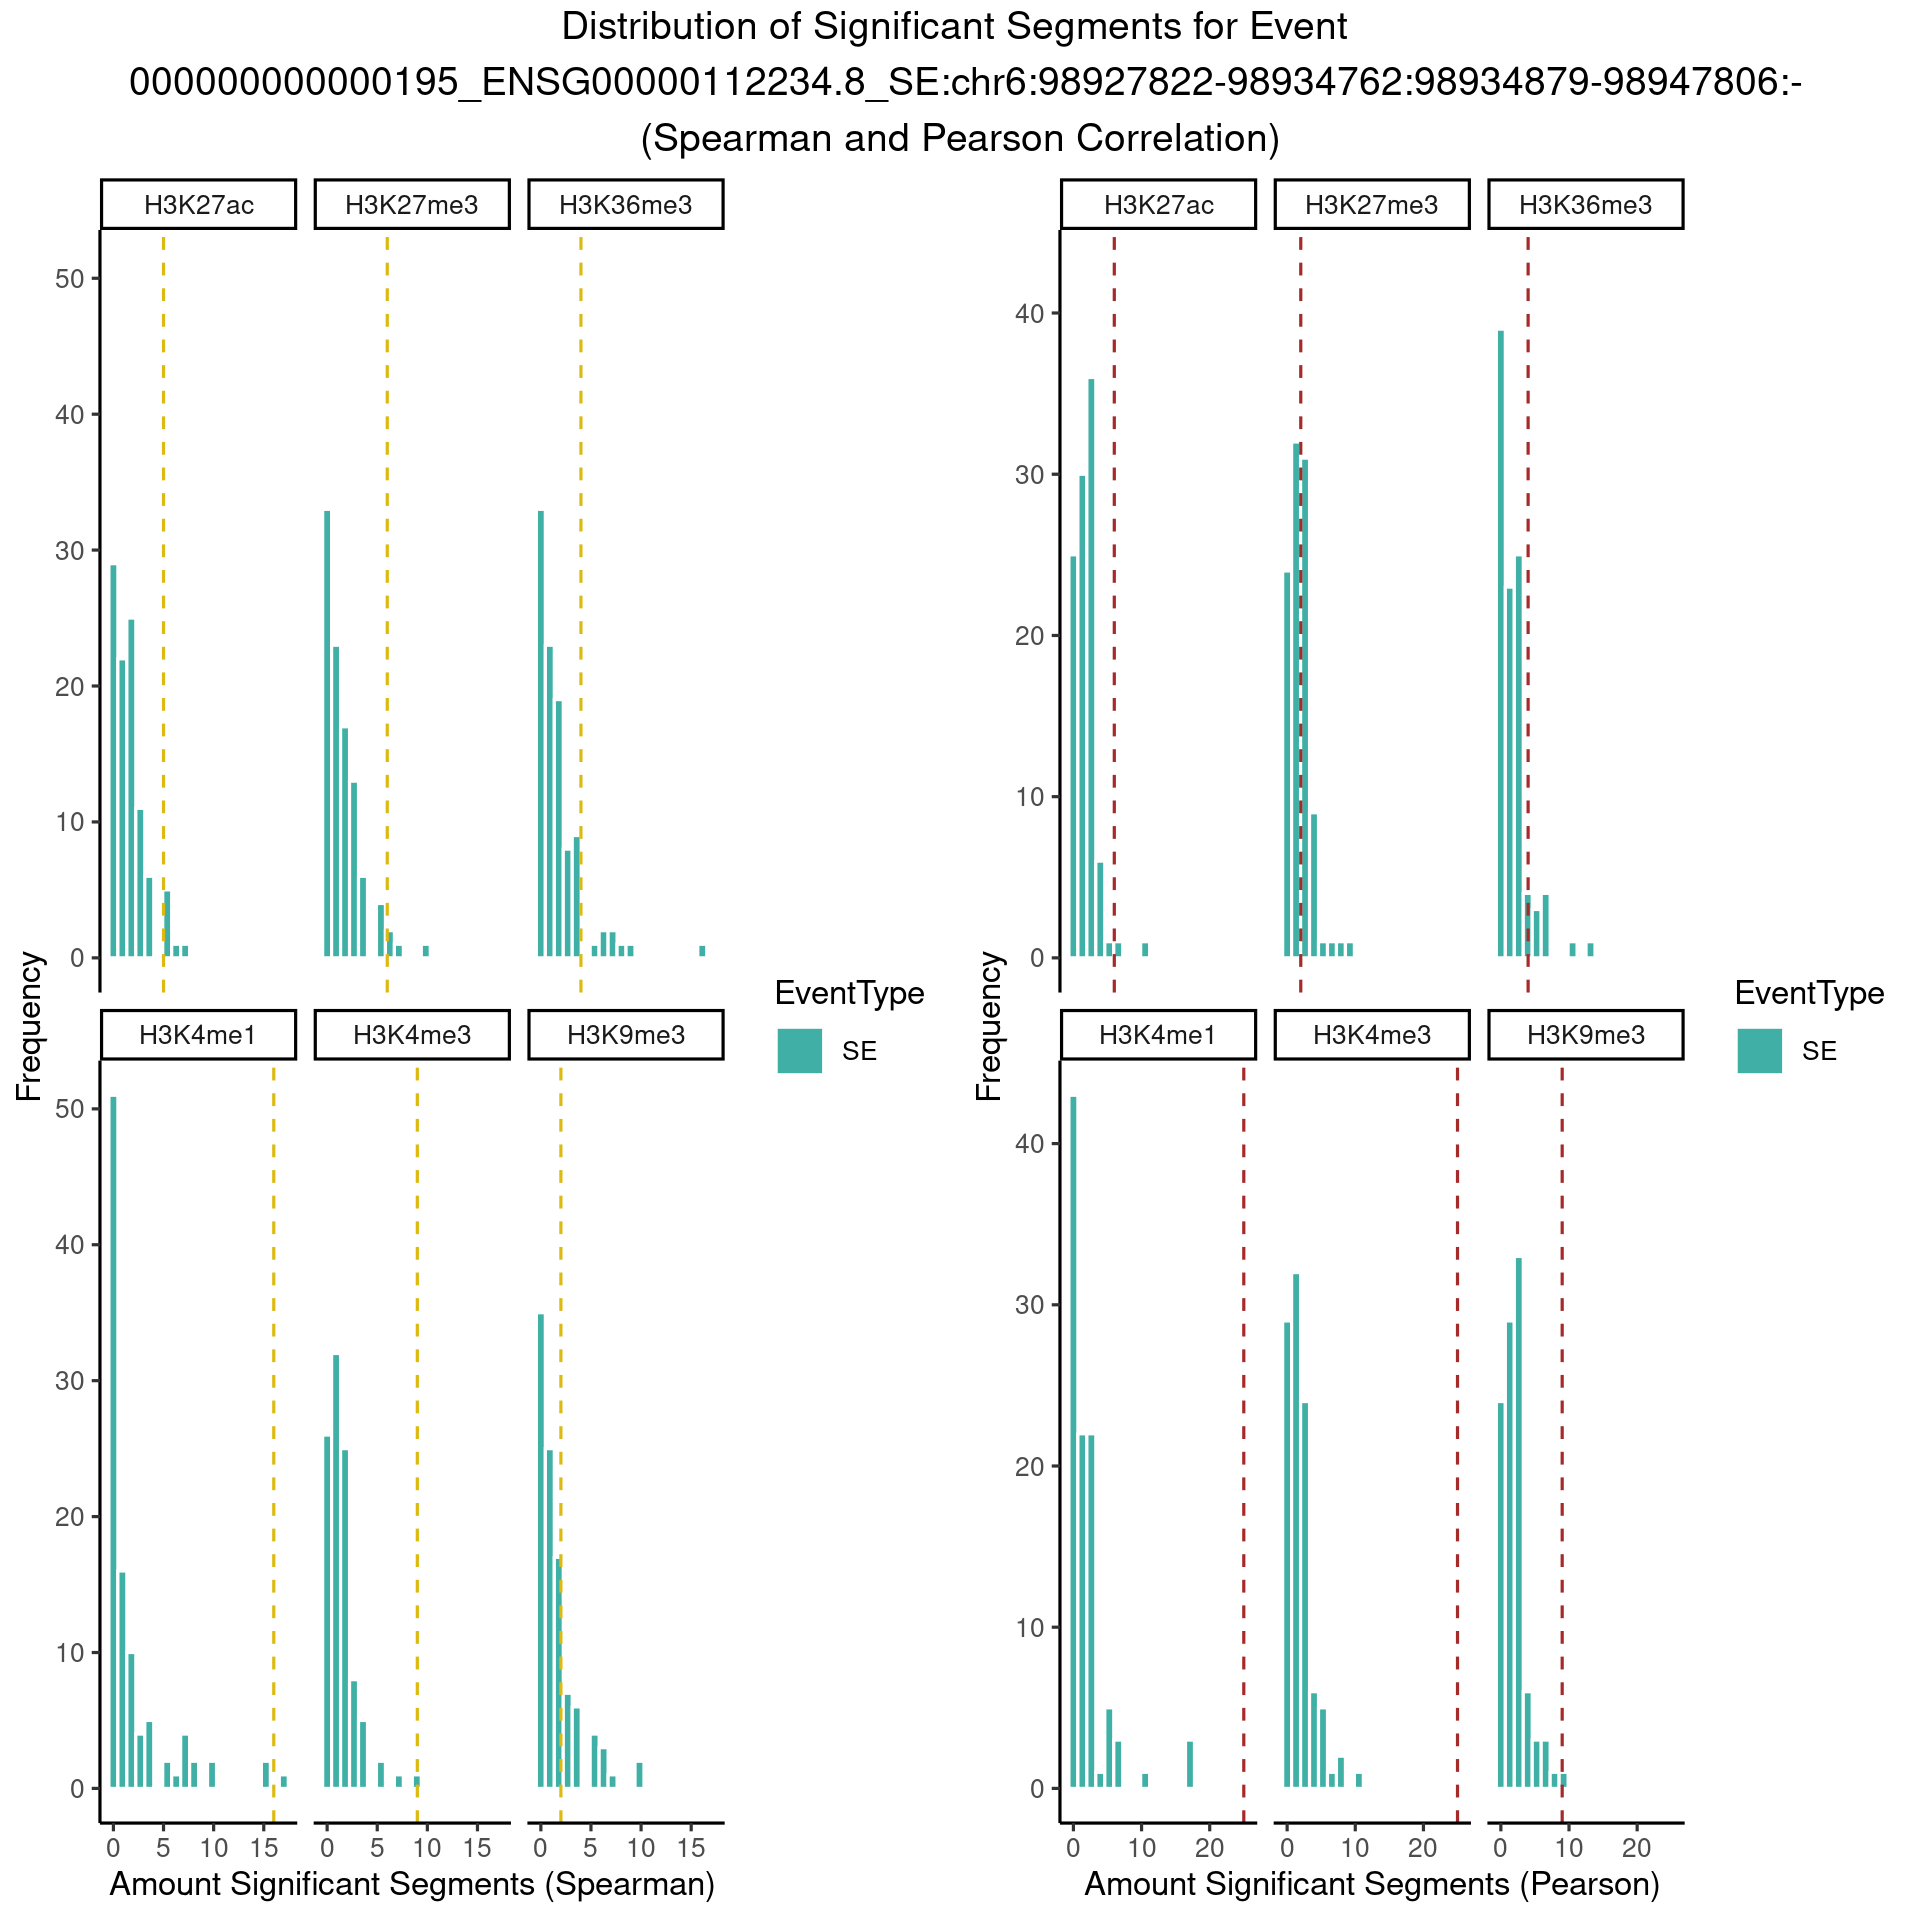 Distribution of Significant Segments for Event
000000000000195_ENSG00000112234.8_SE:chr6:98927822-98934762:98934879-98947806:-
(Spearman and Pearson Correlation)
H3K27ac
H3K27me3
H3K36me3
50
40
30
20
10
0
H3K4me1
H3K4me3
H3K9me3
50
40
30
20
10
0
0 5 10 15
0 5 10 15
0 5 10 15
Frequency
Amount Significant Segments (Spearman)
EventType
SE
H3K27ac
H3K27me3
H3K36me3
40
30
20
10
0
H3K4me1
H3K4me3
H3K9me3
40
30
20
10
0
0 10 20
0 10 20
0 10 20
Frequency
Amount Significant Segments (Pearson)
EventType
SE